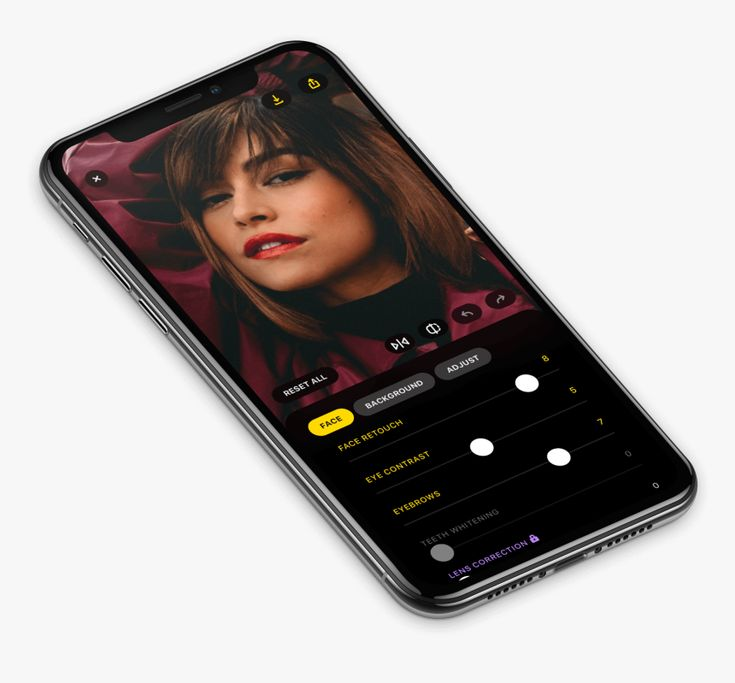 RESET ALL
FACE BACKGROUND ADJUST
FACE RETOUCH 8
EYE CONTRAST 5
EYEBROWS 7
TEETH WHITENING 0
LENS CORRECTION 0